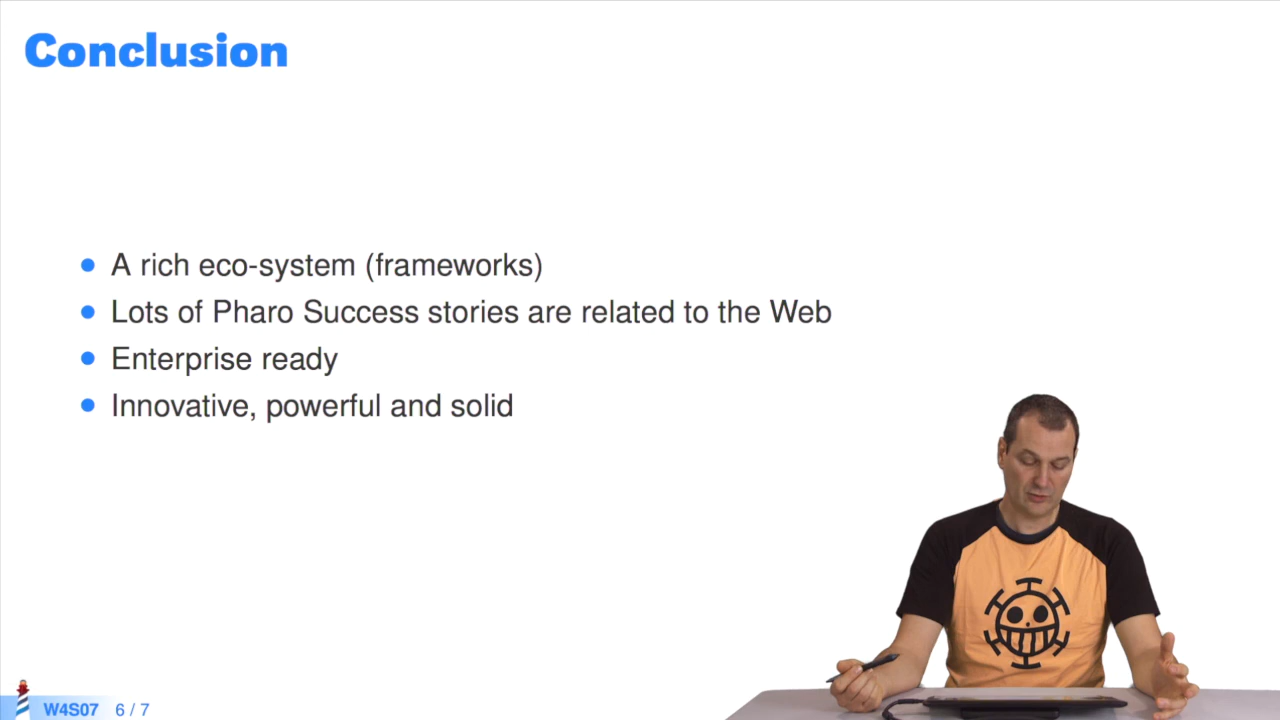 Conclusion
A rich eco-system (frameworks)
Lots of Pharo Success stories are related to the Web
Enterprise ready
Innovative, powerful and solid
W4S07 6 / 7